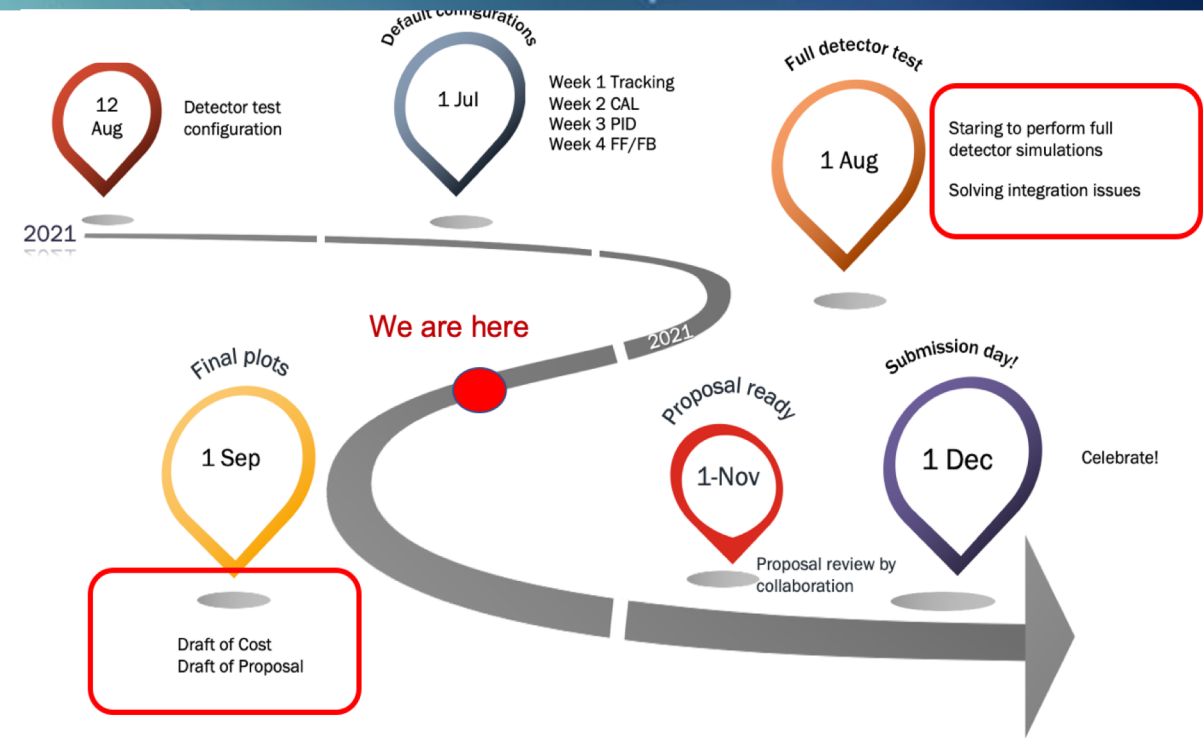 Default configurations
12
Aug
Detector test
configuration
1 Jul
Week 1 Tracking
Week 2 CAL
Week 3 PID
Week 4 FF/FB
Full detector test
1 Aug
Staring to perform full
detector simulations
Solving integration issues
2021
2021
We are here
Final plots
1 Sep
Draft of Cost
Draft of Proposal
Proposal ready
1-Nov
Proposal review by
collaboration
Submission day!
1 Dec
Celebrate!